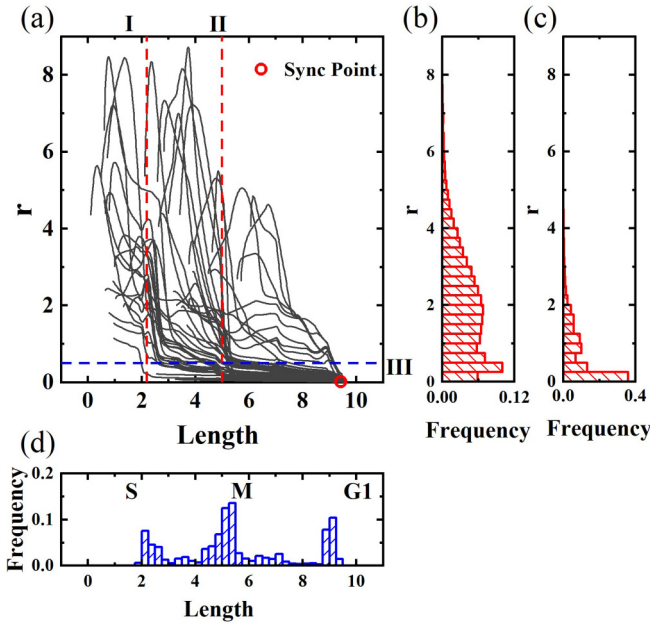 (a) I II (b) (c)
Sync Point
8 8 8
6 6 6
r r r
4 4 4
2 2 2
0 0 0
III
0 2 4 6 8 10 0.00 0.12 0.0 0.4
Length Frequency Frequency
(d)
0.2 S M G1
0.1
0.0
Frequency
0 2 4 6 8 10
Length